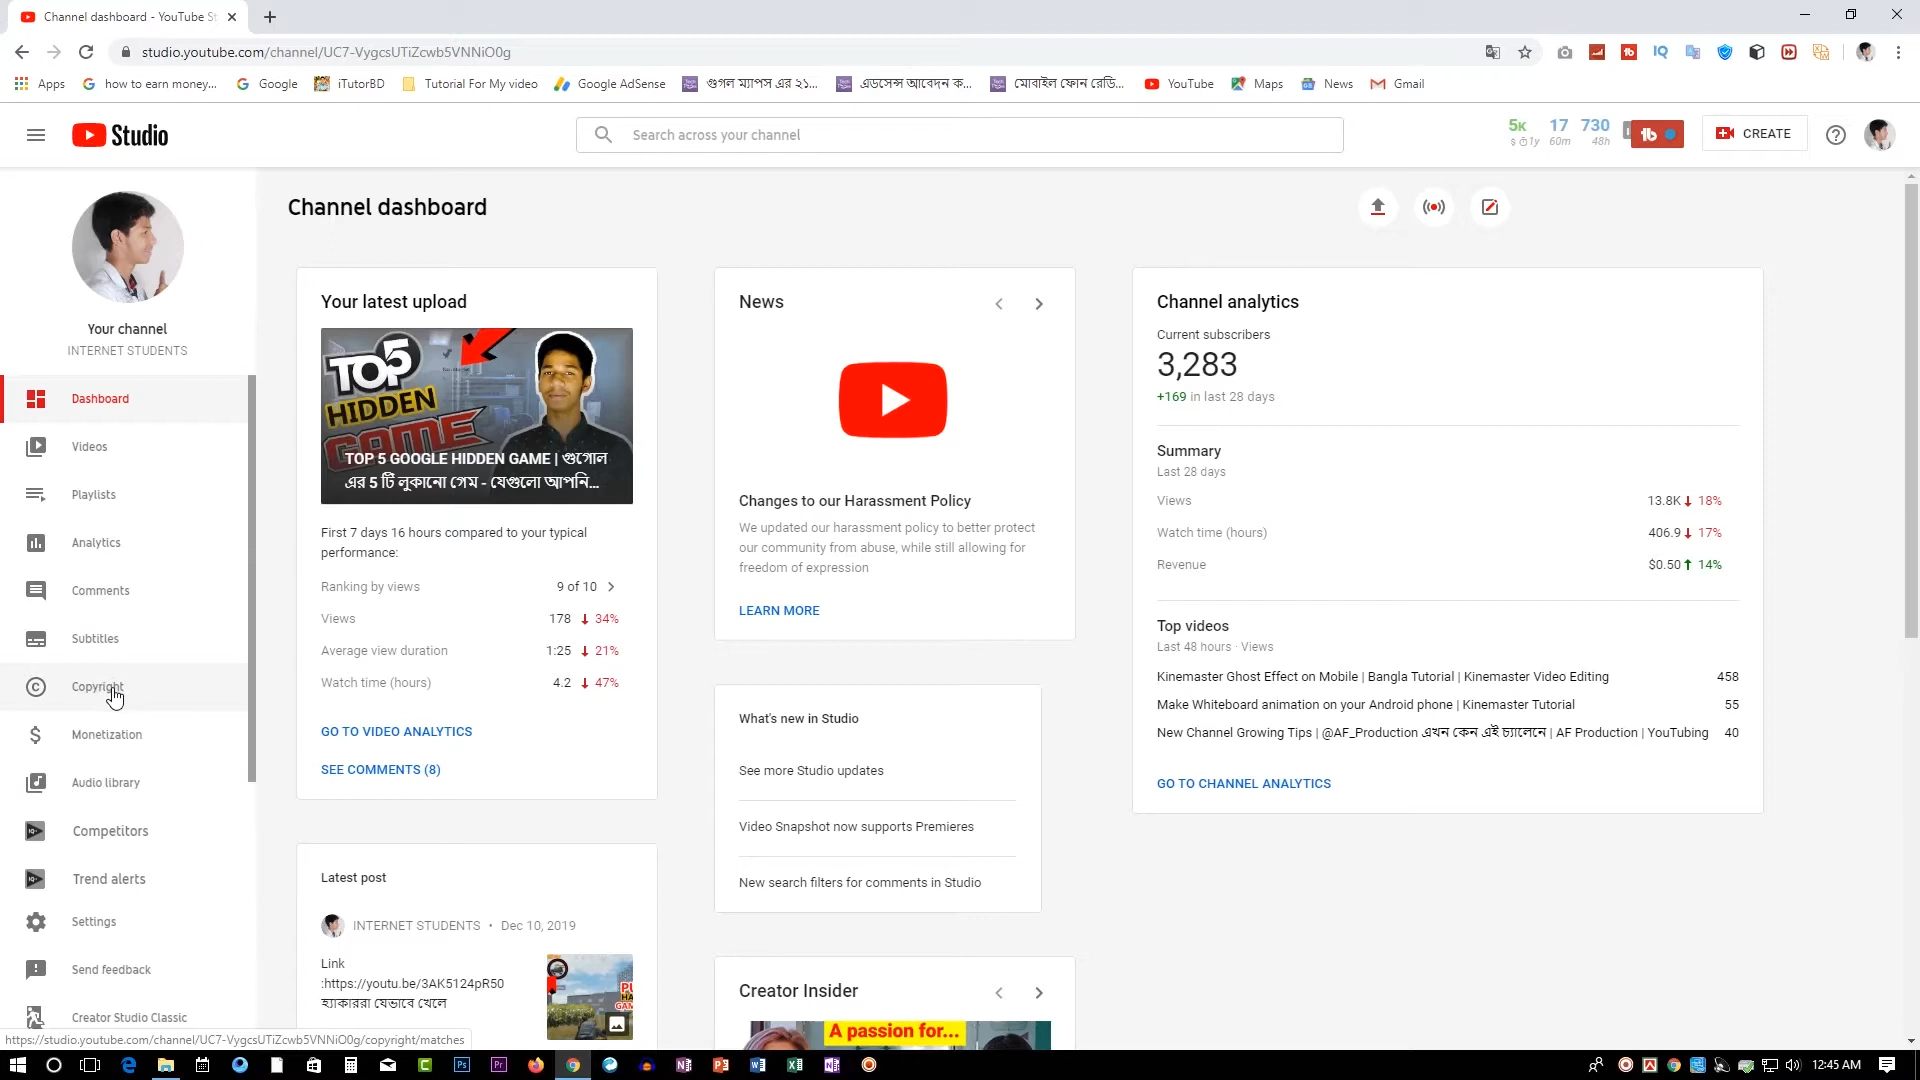 Channel dashboard - YouTube St
studio.youtube.com/channel/UC7-VygcsUTiZcwb5VNNiO0g
Apps
how to earn money...
Google
iTutorBD
Tutorial For My video
Google AdSense
গুগল ম্যাপস এর ২১...
এডসেন্স আবেদন ক...
মোবাইল ফোন রেডি...
YouTube
Maps
News
Gmail
Studio
Search across your channel
5K 17 730
1y 60m 48h
CREATE
Channel dashboard
Your channel
INTERNET STUDENTS
Dashboard
Videos
Playlists
Analytics
Comments
Subtitles
Copyright
Monetization
Audio library
Competitors
Trend alerts
Settings
Send feedback
Creator Studio Classic
https://studio.youtube.com/channel/UC7-VygcsUTiZcwb5VNNiO0g/copyright/matches
Your latest upload
TOP 5
HIDDEN
GAME
TOP 5 GOOGLE HIDDEN GAME | গুগোল
এর 5 টি লুকানো গেম - যেগুলো আপনি...
First 7 days 16 hours compared to your typical
performance:
Ranking by views 9 of 10
Views 178 34%
Average view duration 1:25 21%
Watch time (hours) 4.2 47%
GO TO VIDEO ANALYTICS
SEE COMMENTS (8)
Latest post
INTERNET STUDENTS • Dec 10, 2019
Link
:https://youtu.be/3AK5124pR50
হ্যাকাররা যেভাবে খেলে
News
Changes to our Harassment Policy
We updated our harassment policy to better protect
our community from abuse, while still allowing for
freedom of expression
LEARN MORE
What's new in Studio
See more Studio updates
Video Snapshot now supports Premieres
New search filters for comments in Studio
Creator Insider
A passion for...
Channel analytics
Current subscribers
3,283
+169 in last 28 days
Summary
Last 28 days
Views 13.8K 18%
Watch time (hours) 406.9 17%
Revenue $0.50 14%
Top videos
Last 48 hours · Views
Kinemaster Ghost Effect on Mobile | Bangla Tutorial | Kinemaster Video Editing 458
Make Whiteboard animation on your Android phone | Kinemaster Tutorial 55
New Channel Growing Tips | @AF_Production এখন কেন এই চ্যালেনে | AF Production | YouTubing 40
GO TO CHANNEL ANALYTICS
12:45 AM